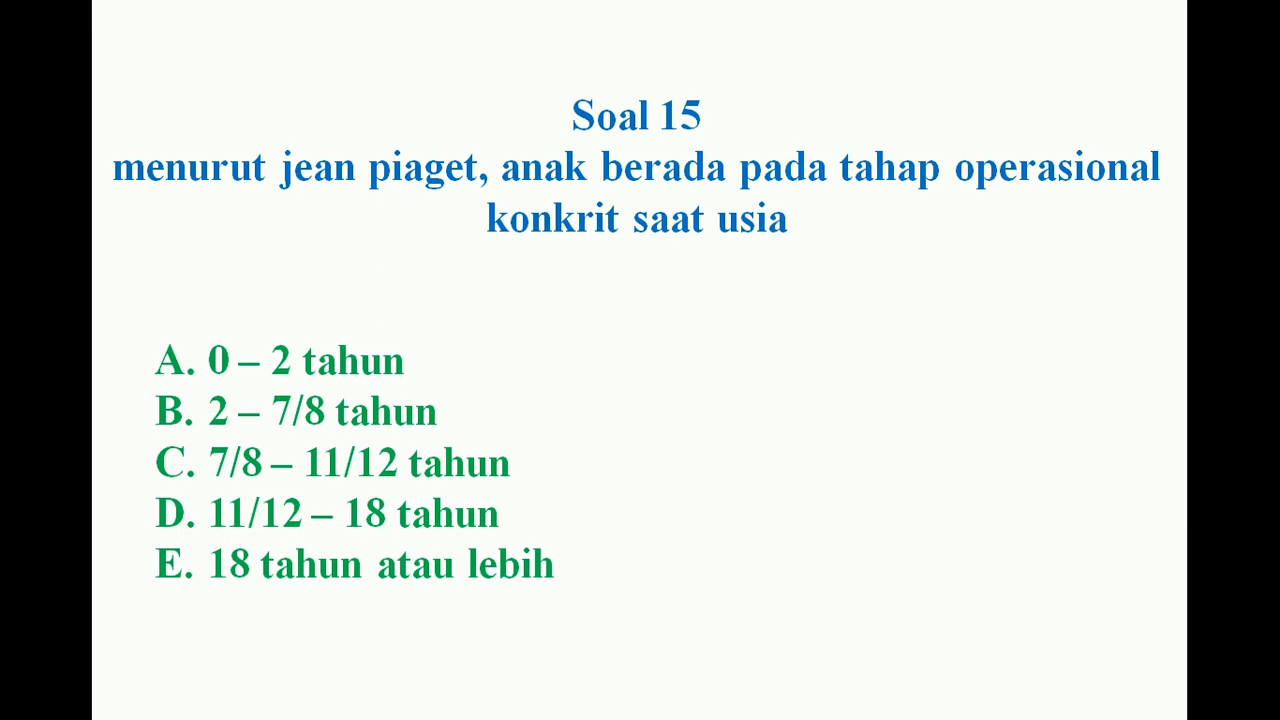 Soal 15
menurut jean piaget, anak berada pada tahap operasional
konkrit saat usia
A. 0 – 2 tahun
B. 2 – 7/8 tahun
C. 7/8 – 11/12 tahun
D. 11/12 – 18 tahun
E. 18 tahun atau lebih